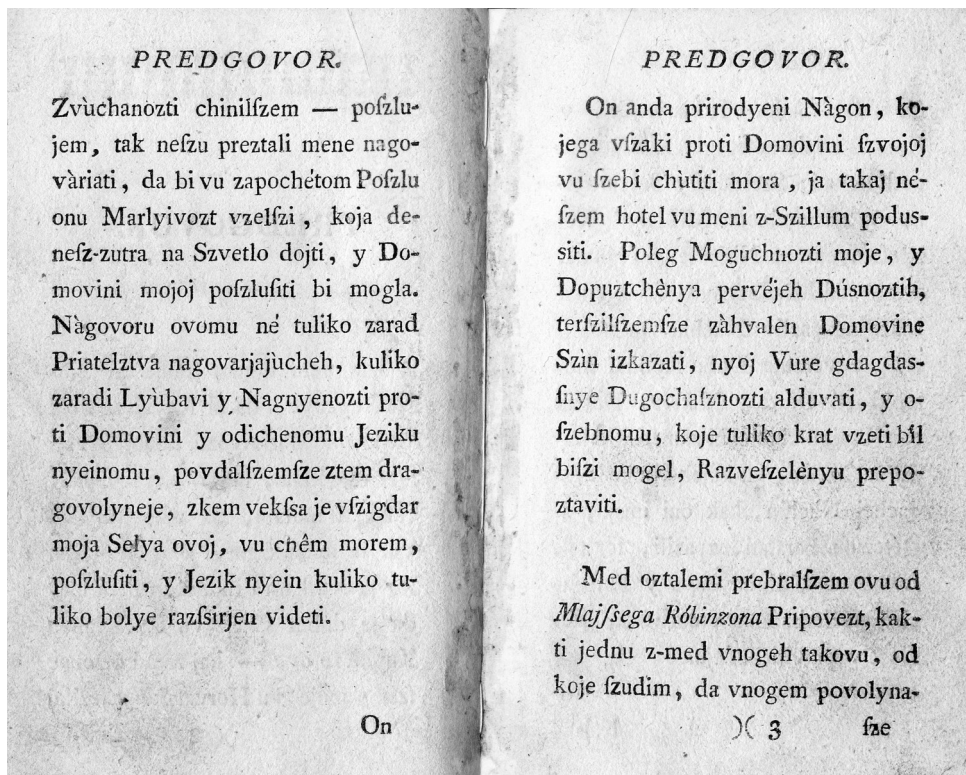 PREDGOVOR.
Zvùchanozti chinilſzem — poſzlu-
jem, tak neſzu preztali mene nago-
vàriati, da bi vu zapochétom Poſzlu
onu Marlyivozt vzelſzi, koja de-
neſz-zutra na Szvetlo dojti, y Do-
movini mojoj poſzluſiti bi mogla.
Nàgovoru ovomu né tuliko zarad
Priatelztva nagovarjajùcheh, kuliko
zaradi Lyùbavi y Nagnyenozti pro-
ti Domovini y odichenomu Jeziku
nyeinomu, povdalſzemſze ztem dra-
govolyneje, zkem vekſsa je vſzigdar
moja Selya ovoj, vu chêm morem,
poſzluſiti, y Jezik nyein kuliko tu-
liko bolye razſsirjen videti.
On
PREDGOVOR.
On anda prirodyeni Nàgon, ko-
jega vſzaki proti Domovini ſzvojoj
vu ſzebi chùtiti mora, ja takaj né-
ſzem hotel vu meni z-Szillum podus-
siti. Poleg Moguchnozti moje, y
Dopuztchènya pervéjeh Dúsnoztih,
terſzilſzemſze zàhvalen Domovine
Szin izkazati, nyoj Vure gdagdas-
ſnye Dugochaſznozti alduvati, y o-
ſzebnomu, koje tuliko krat vzeti bil
biſzi mogel, Razveſzelènyu prepo-
ztaviti.
Med oztalemi prebralſzem ovu od
Mlajſsega Róbinzona Pripovezt, kak-
ti jednu z-med vnogeh takovu, od
koje ſzudim, da vnogem povolyna-
)( 3 ſze